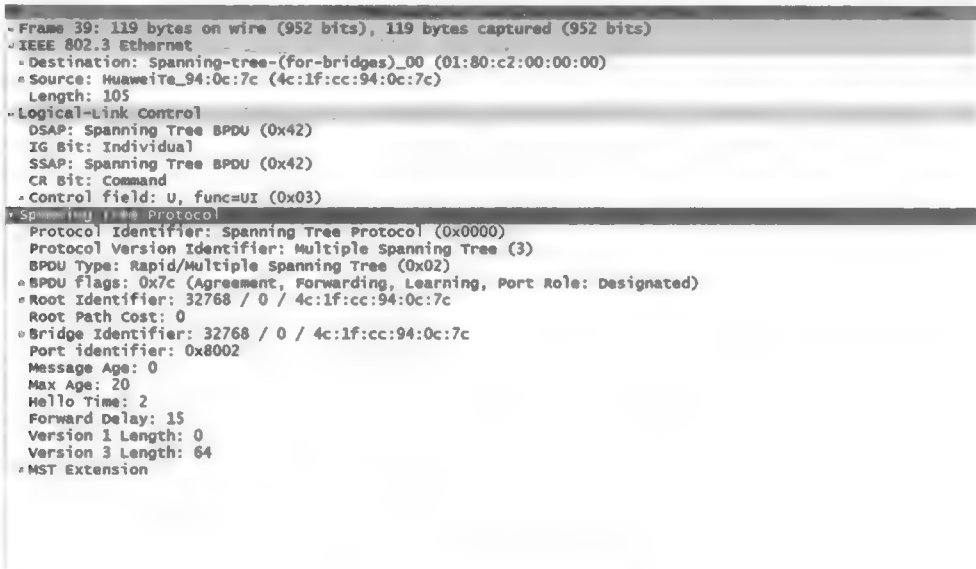 Frame 39: 119 bytes on wire (952 bits), 119 bytes captured (952 bits)
IEEE 802.3 Ethernet
Destination: Spanning-tree-(for-bridges)_00 (01:80:c2:00:00:00)
Source: HuaweiTe_94:0c:7c (4c:1f:cc:94:0c:7c)
Length: 105
Logical-Link Control
DSAP: Spanning Tree BPDU (0x42)
IG Bit: Individual
SSAP: Spanning Tree BPDU (0x42)
CR Bit: Command
Control field: U, func=UI (0x03)
Spanning Tree Protocol
Protocol Identifier: Spanning Tree Protocol (0x0000)
Protocol Version Identifier: Multiple Spanning Tree (3)
BPDU Type: Rapid/Multiple Spanning Tree (0x02)
BPDU flags: 0x7c (Agreement, Forwarding, Learning, Port Role: Designated)
Root Identifier: 32768 / 0 / 4c:1f:cc:94:0c:7c
Root Path Cost: 0
Bridge Identifier: 32768 / 0 / 4c:1f:cc:94:0c:7c
Port identifier: 0x8002
Message Age: 0
Max Age: 20
Hello Time: 2
Forward Delay: 15
Version 1 Length: 0
Version 3 Length: 64
MST Extension